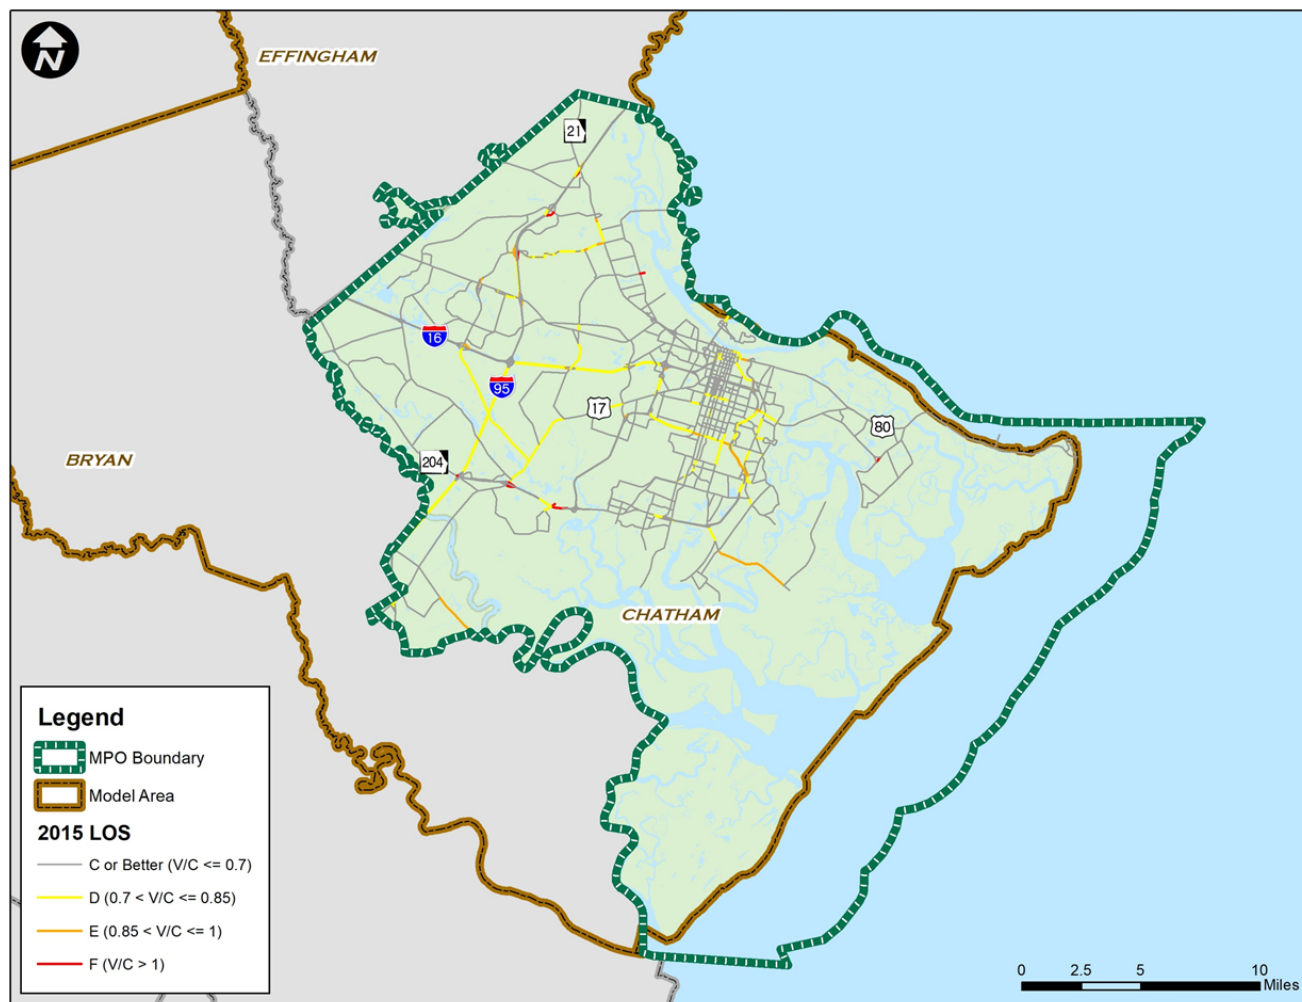 N
EFFINGHAM
21
16
95
17
80
204
BRYAN
CHATHAM
Legend
MPO Boundary
Model Area
2015 LOS
C or Better (V/C <= 0.7)
D (0.7 < V/C <= 0.85)
E (0.85 < V/C <= 1)
F (V/C > 1)
0 2.5 5 10
Miles